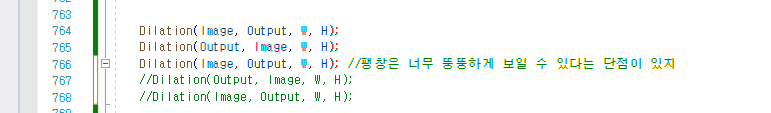 763
764 Dilation(Image, Output, W, H);
765 Dilation(Output, Image, W, H);
766 Dilation(Image, Output, W, H); //팽창은 너무 뚱뚱하게 보일 수 있다는 단점이 있지
767 //Dilation(Output, Image, W, H);
768 //Dilation(Image, Output, W, H);
769